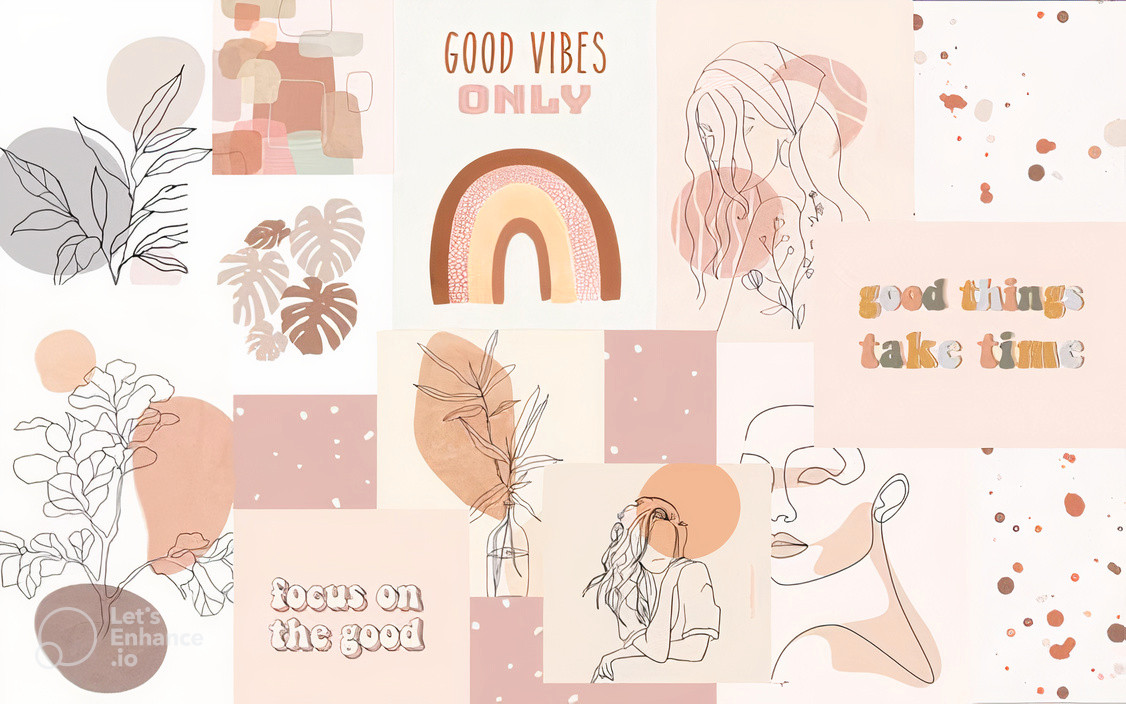 GOOD VIBES
ONLY
good things
take time
focus on
the good
Let's
Enhance
.io